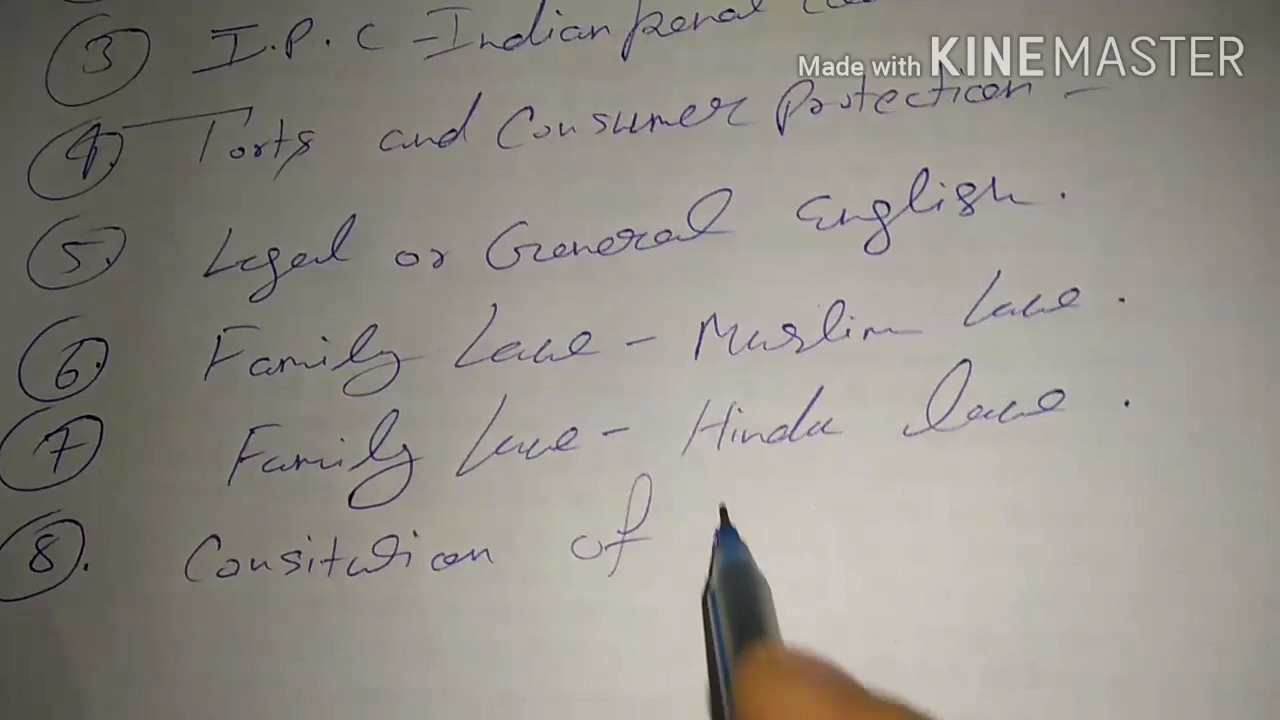 3 I.P.C - Indian penal
Made with KINEMASTER
4. Torts and Consumer Protection -
5. Legal or General English.
6. Family Law - Muslim Law.
7 Family Law - Hindu law.
8. Consitution of